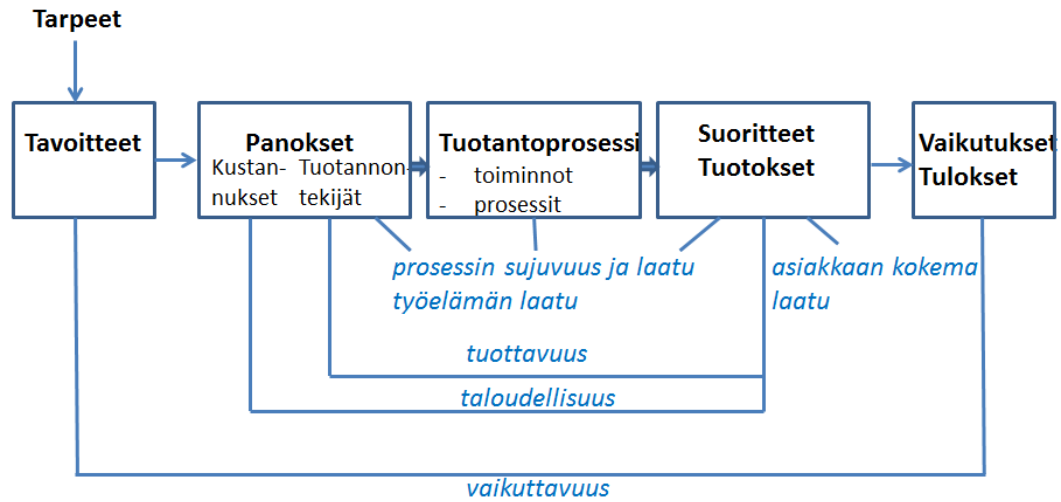 Tarpeet
Tavoitteet
Panokset
Kustan-
nukset
Tuotannon-
tekijät
Tuotantoprosessi
- toiminnot
- prosessit
Suoritteet
Tuotokset
Vaikutukset
Tulokset
prosessin sujuvuus ja laatu
työelämän laatu
asiakkaan kokema
laatu
tuottavuus
taloudellisuus
vaikuttavuus